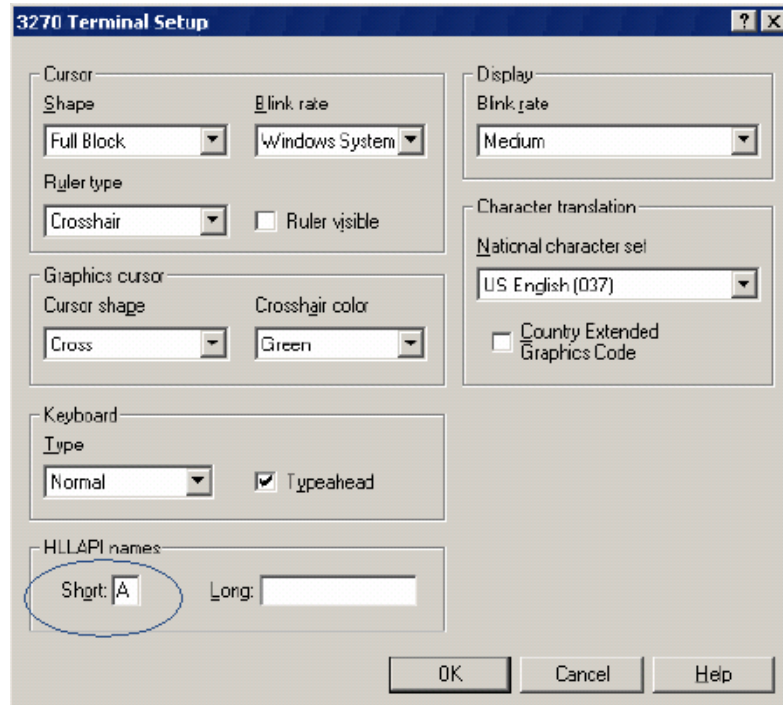 3270 Terminal Setup
Cursor
Shape
Blink rate
Full Block
Windows System
Ruler type
Crosshair
Ruler visible
Graphics cursor
Cursor shape
Crosshair color
Cross
Green
Keyboard
Type
Normal
Typeahead
HLLAPI names
Short: A
Long:
Display
Blink rate
Medium
Character translation
National character set
US English (037)
Country Extended
Graphics Code
OK
Cancel
Help